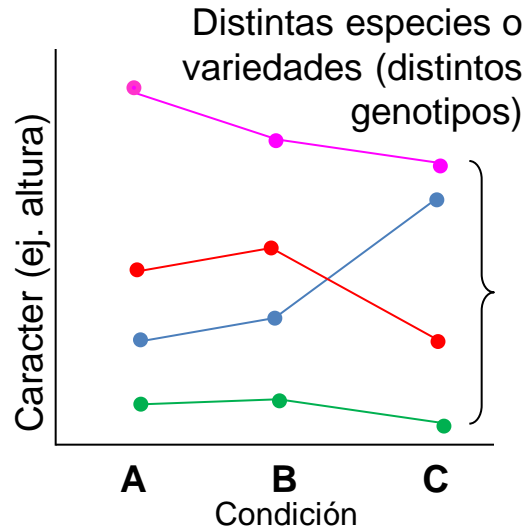 Distintas especies o
variedades (distintos
genotipos)
Caracter (ej. altura)
A B C
Condición